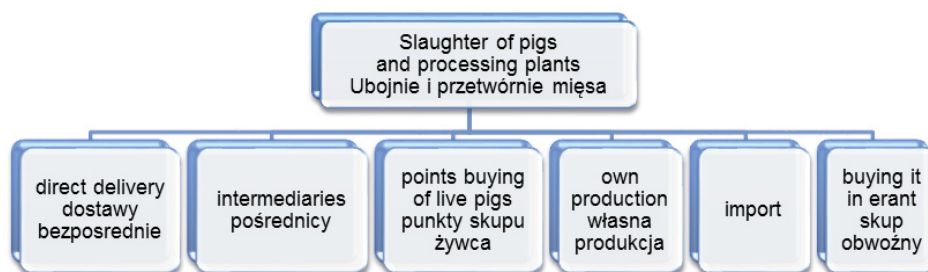 Slaughter of pigs
and processing plants
Ubojnie i przetwórnie mięsa
direct delivery
dostawy
bezposrednie
intermediaries
pośrednicy
points buying
of live pigs
punkty skupu
żywca
own
production
własna
produkcja
import
buying it
in erant
skup
obwoźny